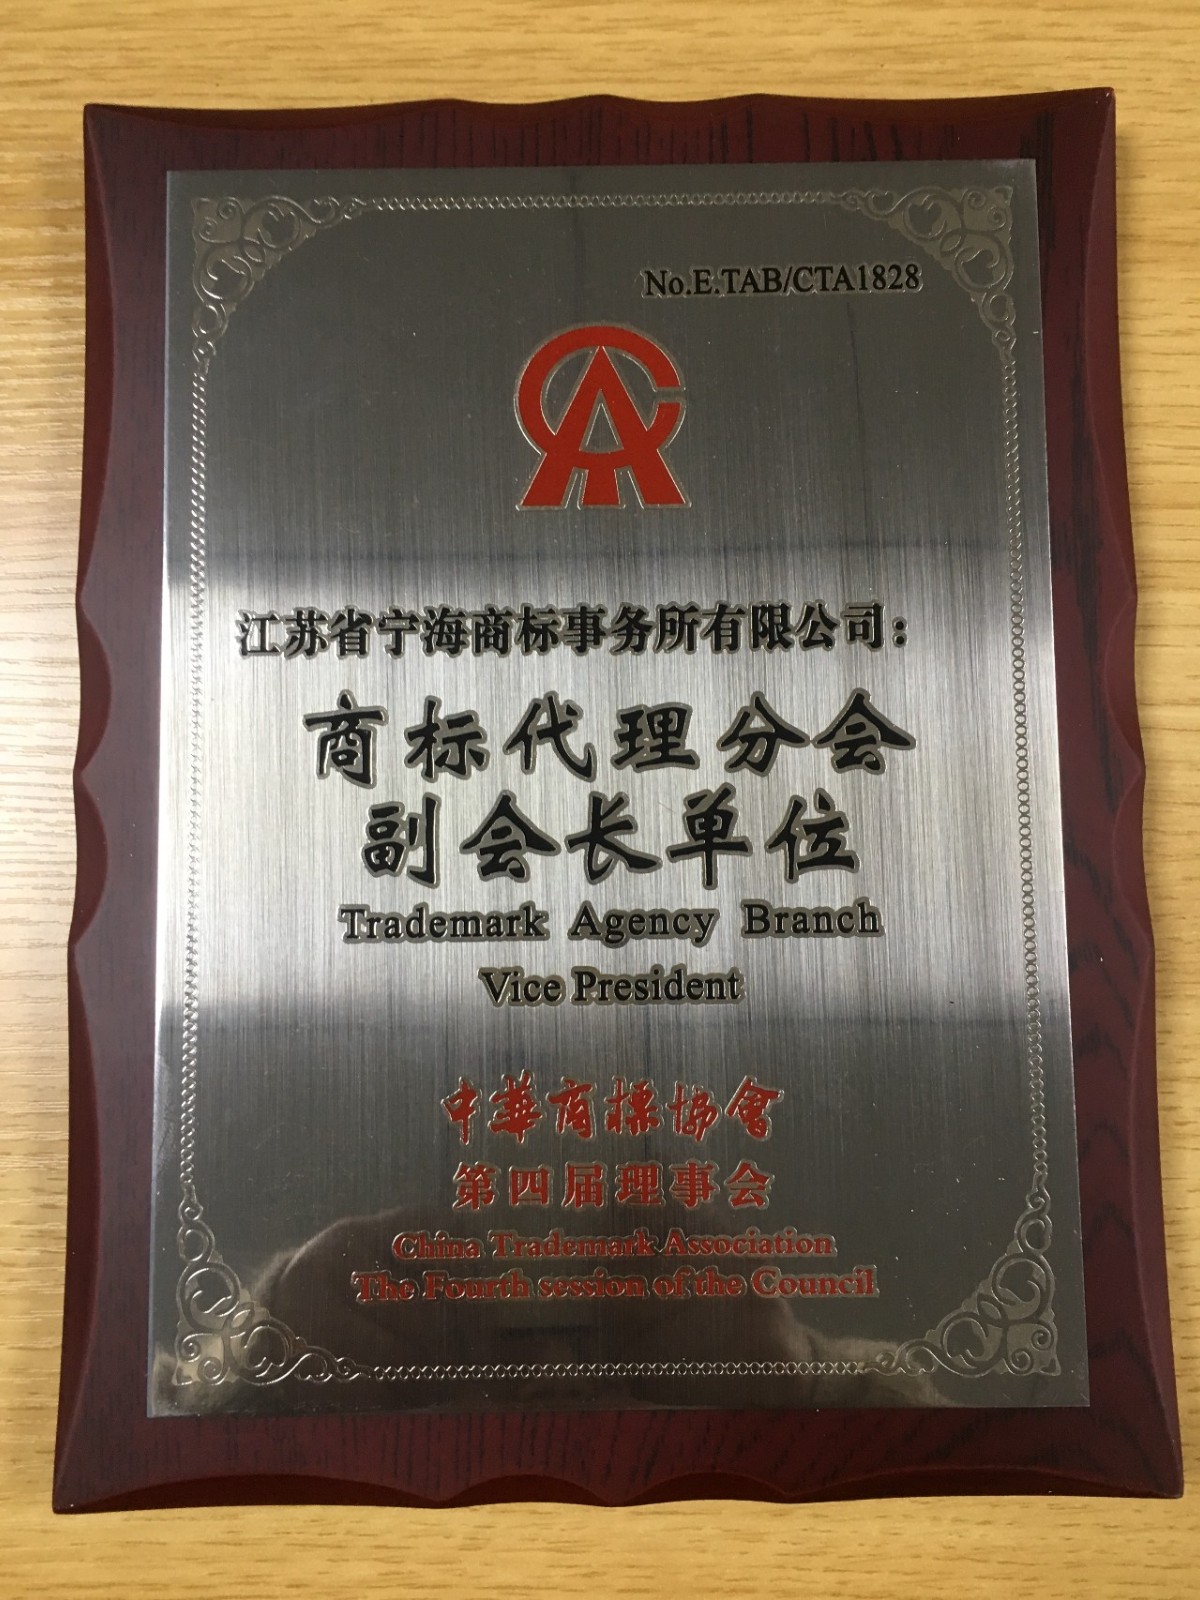 No.E.TAB/CTA1828
江苏省宁海商标事务所有限公司：
商标代理分会
副会长单位
Trademark Agency Branch
Vice President
中華商標協會
第四届理事会
China Trademark Association
The Fourth session of the Council